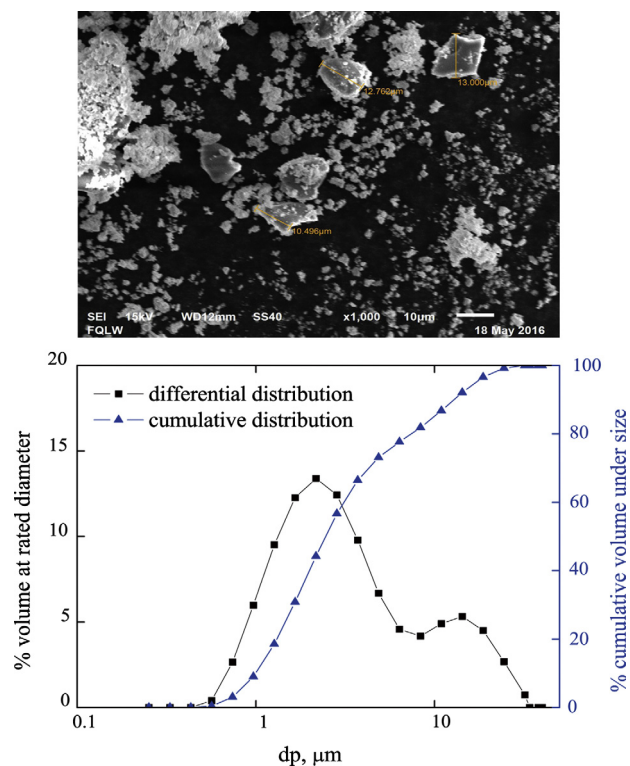 12.762µm
13.000µm
10.496µm
SEI 15kV WD12mm SS40 x1,000 10µm
FQLW 18 May 2016
20
15
10
5
0
% volume at rated diameter
differential distribution
cumulative distribution
100
80
60
40
20
0
% cumulative volume under size
0.1 1 10
dp, µm